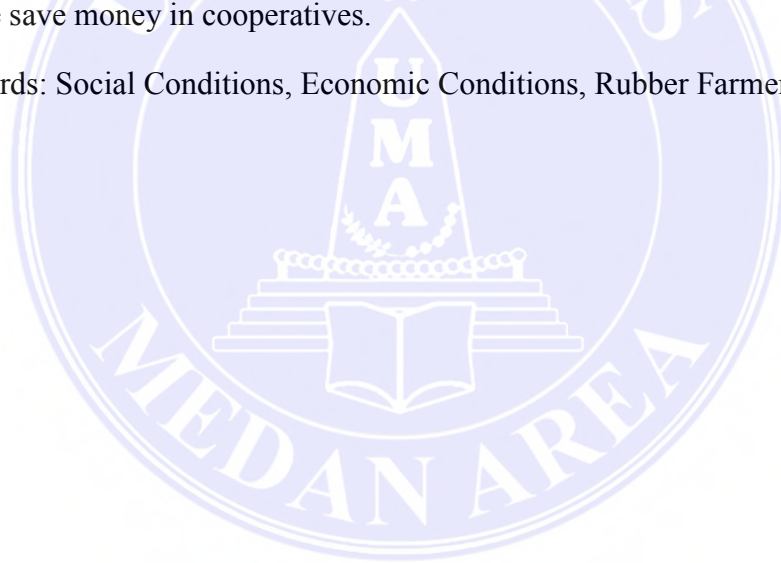 save money in cooperatives.
rds: Social Conditions, Economic Conditions, Rubber Farmer
U
M
A
MEDAN AREA